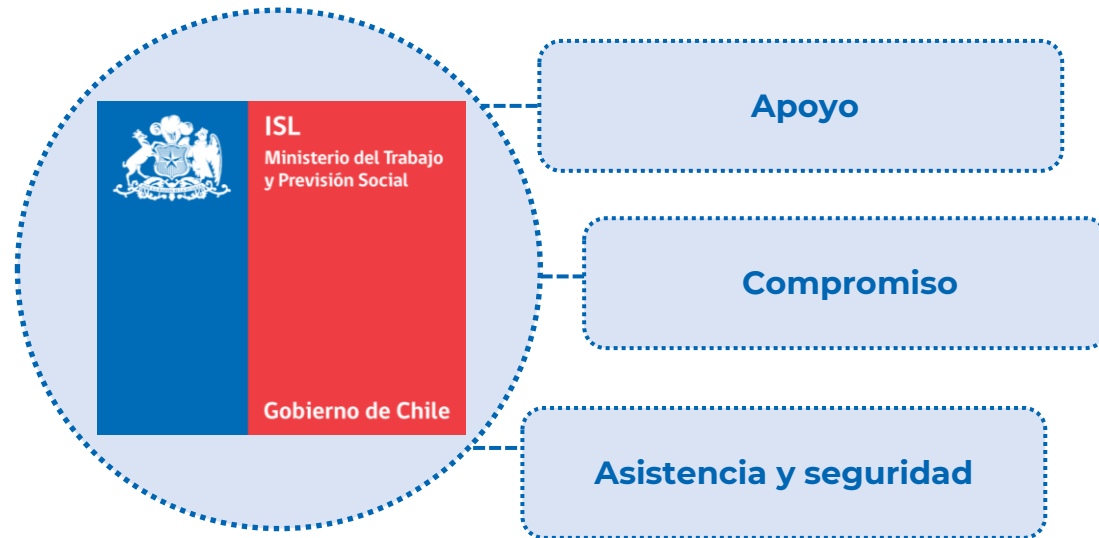 ISL
Ministerio del Trabajo
y Previsión Social
Gobierno de Chile
Apoyo
Compromiso
Asistencia y seguridad